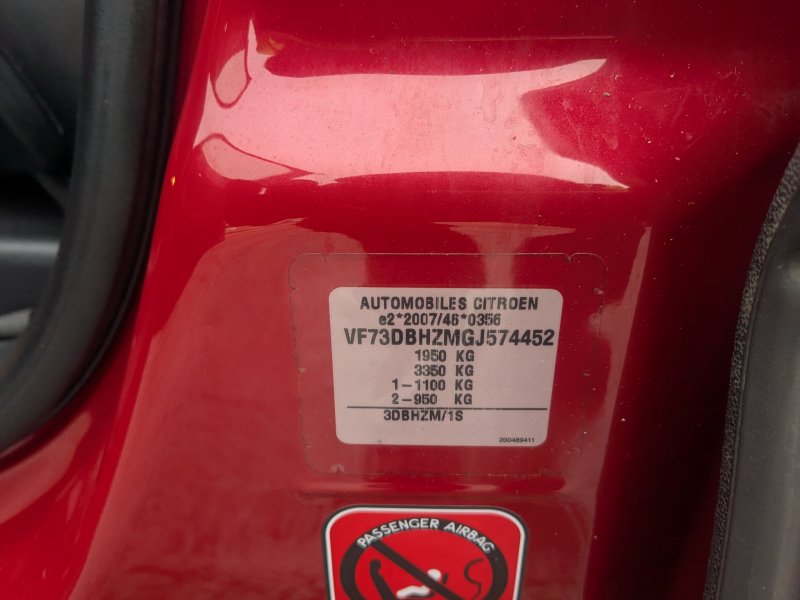 AUTOMOBILES CITROEN
e2*2007/46*0356
VF73DBHZMGJ574452
1950 KG
3350 KG
1-1100 KG
2-950 KG
3DBHZM/1S
200489411
PASSENGER AIRBAG